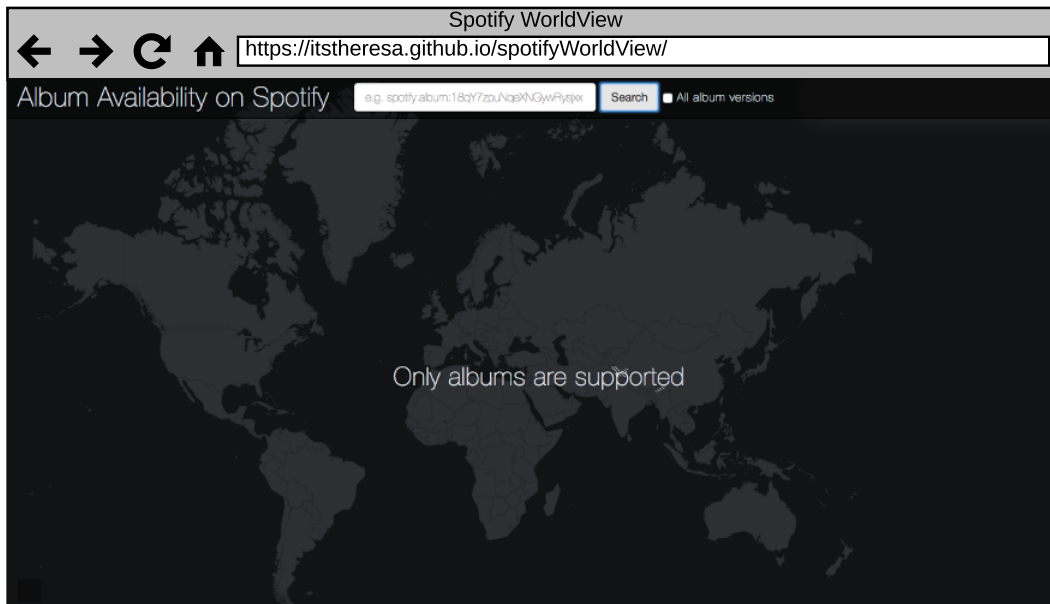 Spotify WorldView
https://itstheresa.github.io/spotifyWorldView/
Album Availability on Spotify
e.g. spotify:album:18qY7zpuNqeXNGywRysjxx
Search
All album versions
Only albums are supported